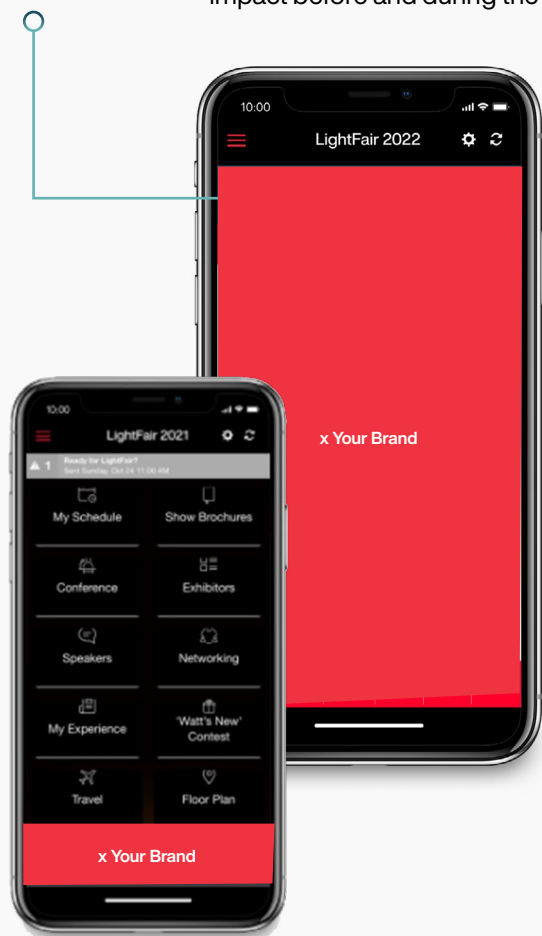 impact before and during the
10:00
LightFair 2022
x Your Brand
10:00
LightFair 2021
1 Ready for LightFair?
Sent Sunday, Oct 24 11:00 AM
My Schedule Show Brochures
Conference Exhibitors
Speakers Networking
My Experience 'Watt's New'
Contest
Travel Floor Plan
x Your Brand